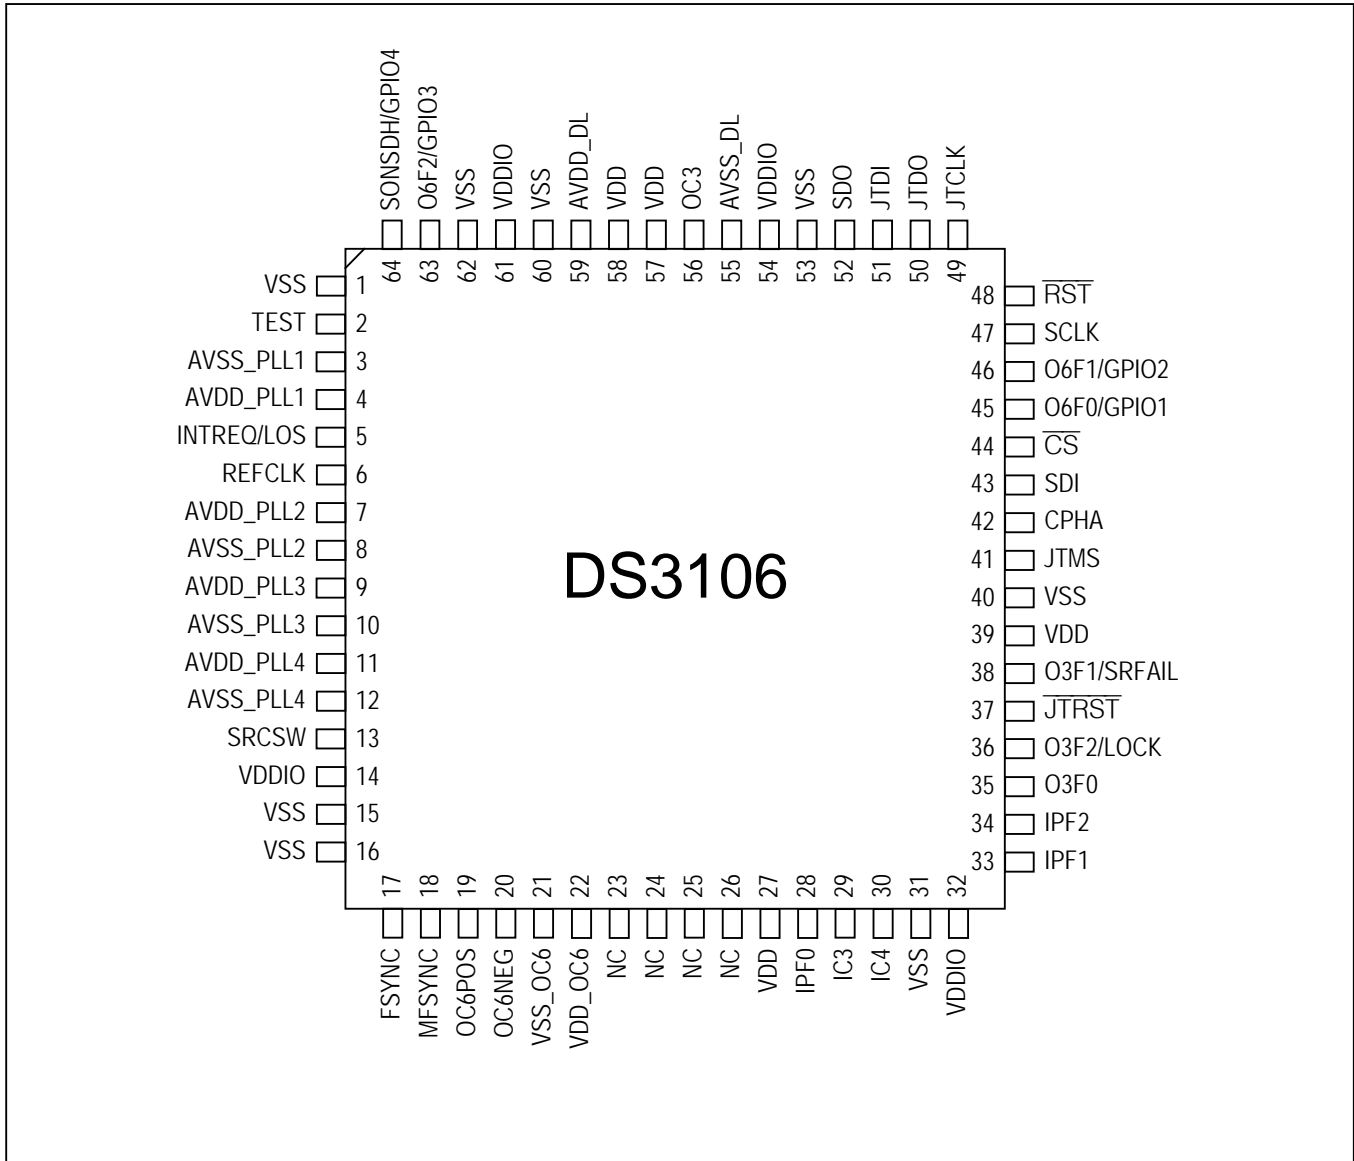 SONSDH/GPIO4
O6F2/GPIO3
VSS
VDDIO
VSS
AVDD_DL
VDD
VDD
OC3
AVSS_DL
VDDIO
VSS
SDO
JTDI
JTDO
JTCLK
64 63 62 61 60 59 58 57 56 55 54 53 52 51 50 49
VSS 1
TEST 2
AVSS_PLL1 3
AVDD_PLL1 4
INTREQ/LOS 5
REFCLK 6
AVDD_PLL2 7
AVSS_PLL2 8
AVDD_PLL3 9
AVSS_PLL3 10
AVDD_PLL4 11
AVSS_PLL4 12
SRCSW 13
VDDIO 14
VSS 15
VSS 16
DS3106
48 RST
47 SCLK
46 O6F1/GPIO2
45 O6F0/GPIO1
44 CS
43 SDI
42 CPHA
41 JTMS
40 VSS
39 VDD
38 O3F1/SRFAIL
37 JTRST
36 O3F2/LOCK
35 O3F0
34 IPF2
33 IPF1
17 18 19 20 21 22 23 24 25 26 27 28 29 30 31 32
FSYNC
MFSYNC
OC6POS
OC6NEG
VSS_OC6
VDD_OC6
NC
NC
NC
NC
VDD
IPF0
IC3
IC4
VSS
VDDIO